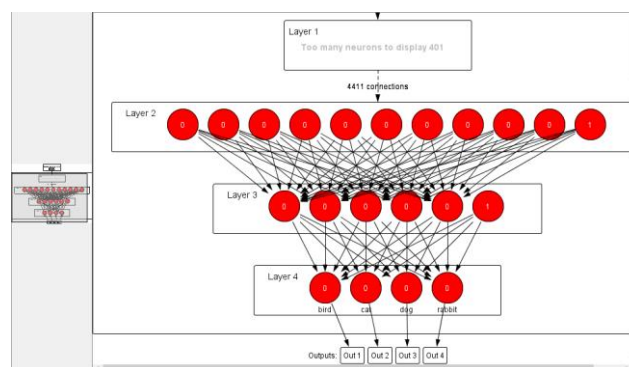 Layer 1
Too many neurons to display 401
4411 connections
Layer 2
0 0 0 0 0 0 0 0 0 0 1
Layer 3
0 0 0 0 0 1
Layer 4
0 0 0 0
bird cat dog rabbit
Outputs: Out 1 Out 2 Out 3 Out 4